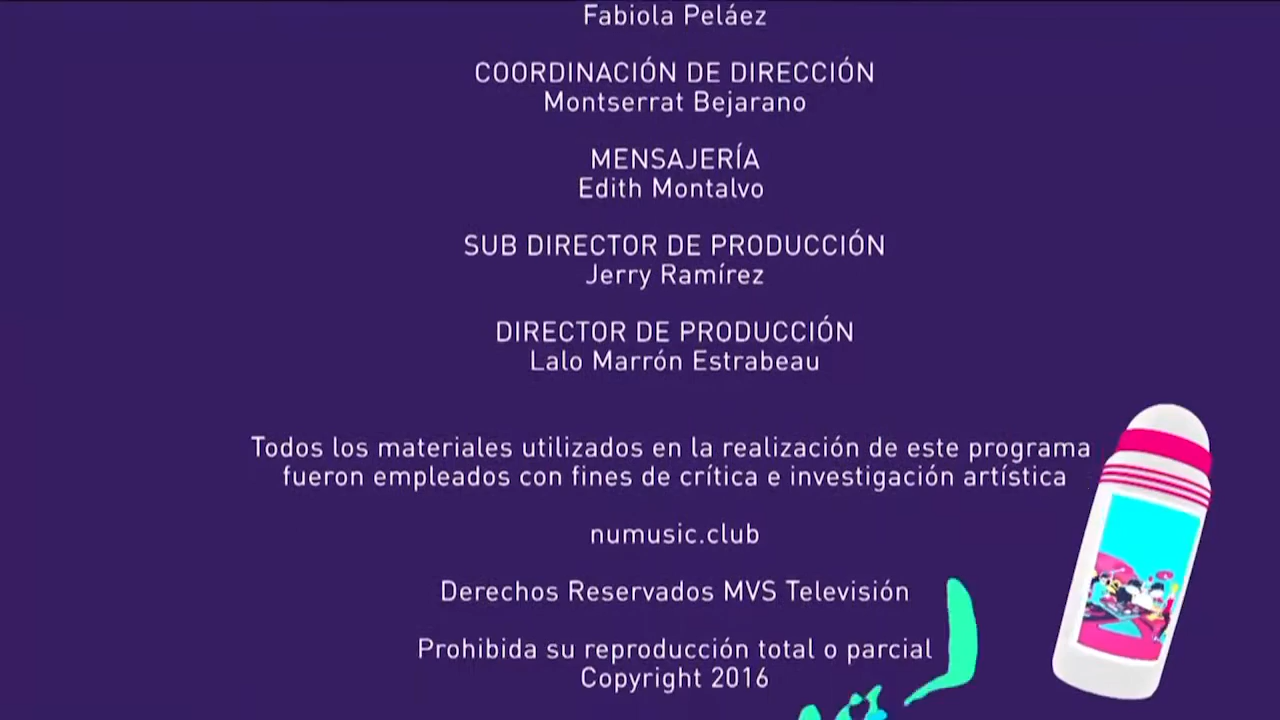 Fabiola Peláez
COORDINACIÓN DE DIRECCIÓN
Montserrat Bejarano
MENSAJERÍA
Edith Montalvo
SUB DIRECTOR DE PRODUCCIÓN
Jerry Ramírez
DIRECTOR DE PRODUCCIÓN
Lalo Marrón Estrabeau
Todos los materiales utilizados en la realización de este programa
fueron empleados con fines de crítica e investigación artística
numusic.club
Derechos Reservados MVS Televisión
Prohibida su reproducción total o parcial
Copyright 2016